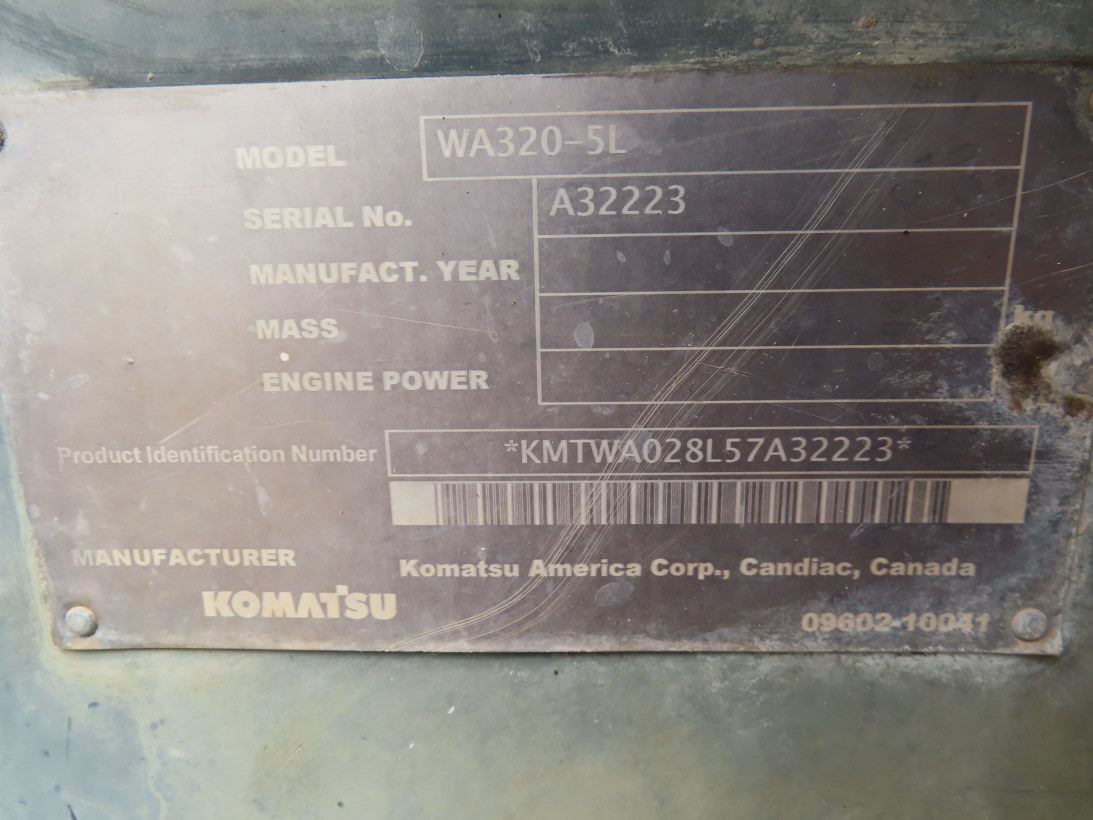 MODEL WA320-5L
SERIAL No. A32223
MANUFACT. YEAR
MASS kg
ENGINE POWER
Product Identification Number *KMTWA028L57A32223*
MANUFACTURER Komatsu America Corp., Candiac, Canada
KOMATSU 09602-10041